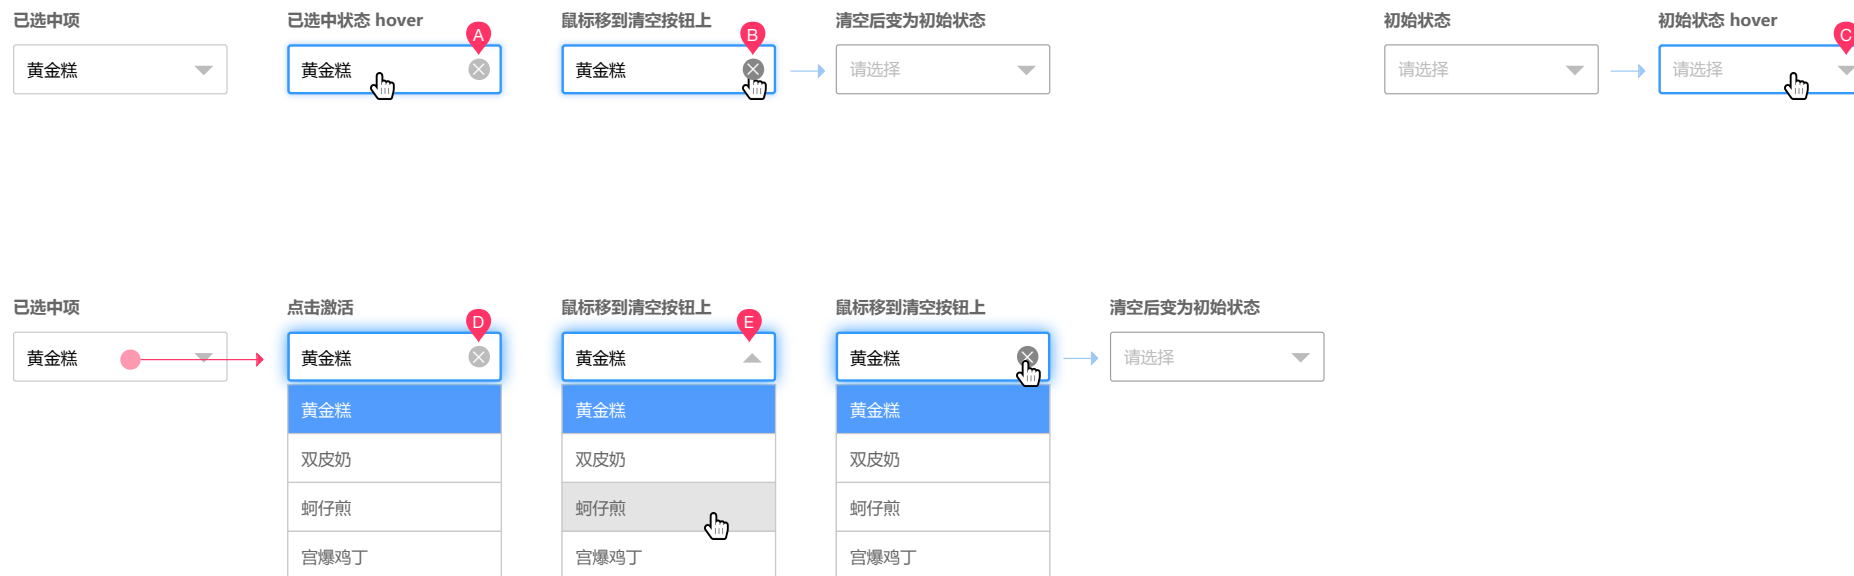 已选中项
已选中状态 hover
鼠标移到清空按钮上
清空后变为初始状态
初始状态
初始状态 hover
A
B
C
黄金糕
黄金糕
黄金糕
请选择
请选择
请选择
已选中项
点击激活
鼠标移到清空按钮上
鼠标移到清空按钮上
清空后变为初始状态
D
E
黄金糕
黄金糕
黄金糕
黄金糕
请选择
黄金糕
黄金糕
黄金糕
双皮奶
双皮奶
双皮奶
蚵仔煎
蚵仔煎
蚵仔煎
宫爆鸡丁
宫爆鸡丁
宫爆鸡丁